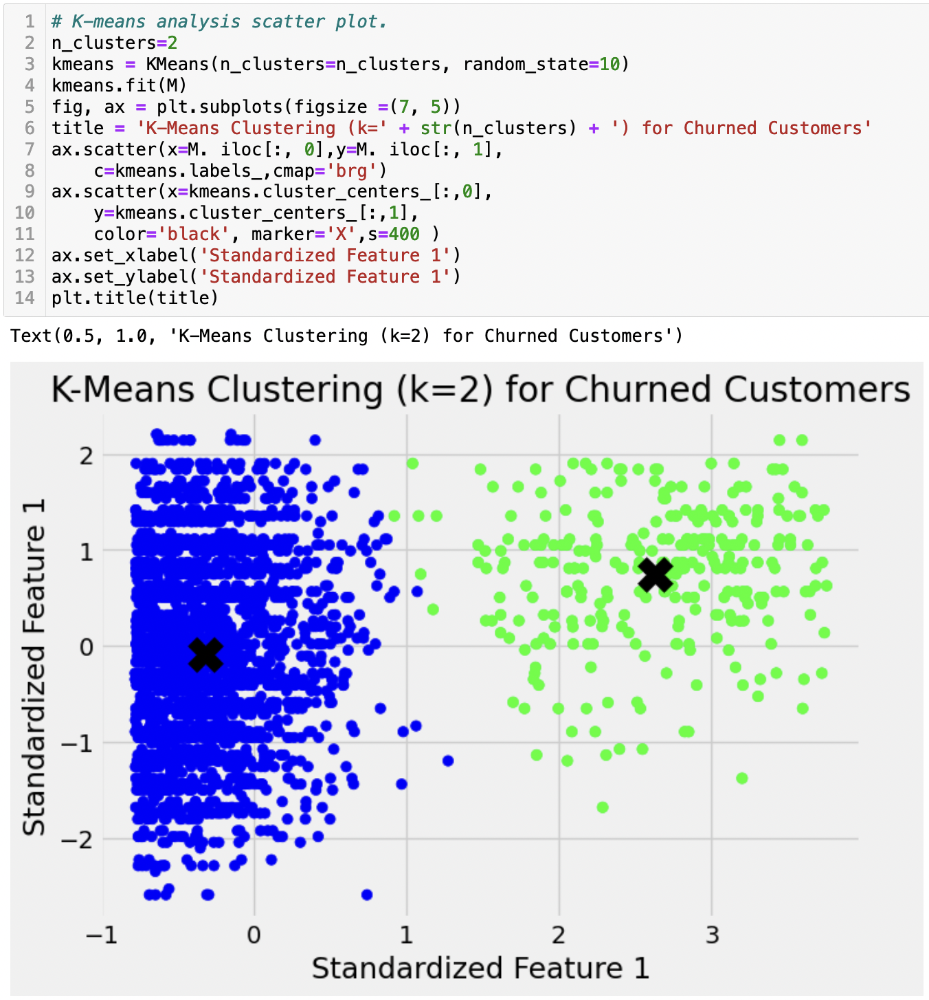 1 # K-means analysis scatter plot.
2 n_clusters=2
3 kmeans = KMeans(n_clusters=n_clusters, random_state=10)
4 kmeans.fit(M)
5 fig, ax = plt.subplots(figsize =(7, 5))
6 title = 'K-Means Clustering (k=' + str(n_clusters) + ') for Churned Customers'
7 ax.scatter(x=M. iloc[:, 0],y=M. iloc[:, 1],
8     c=kmeans.labels_,cmap='brg')
9 ax.scatter(x=kmeans.cluster_centers_[:,0],
10     y=kmeans.cluster_centers_[:,1],
11     color='black', marker='X',s=400 )
12 ax.set_xlabel('Standardized Feature 1')
13 ax.set_ylabel('Standardized Feature 1')
14 plt.title(title)
Text(0.5, 1.0, 'K-Means Clustering (k=2) for Churned Customers')
K-Means Clustering (k=2) for Churned Customers
Standardized Feature 1
2
1
0
−1
−2
−1 0 1 2 3
Standardized Feature 1